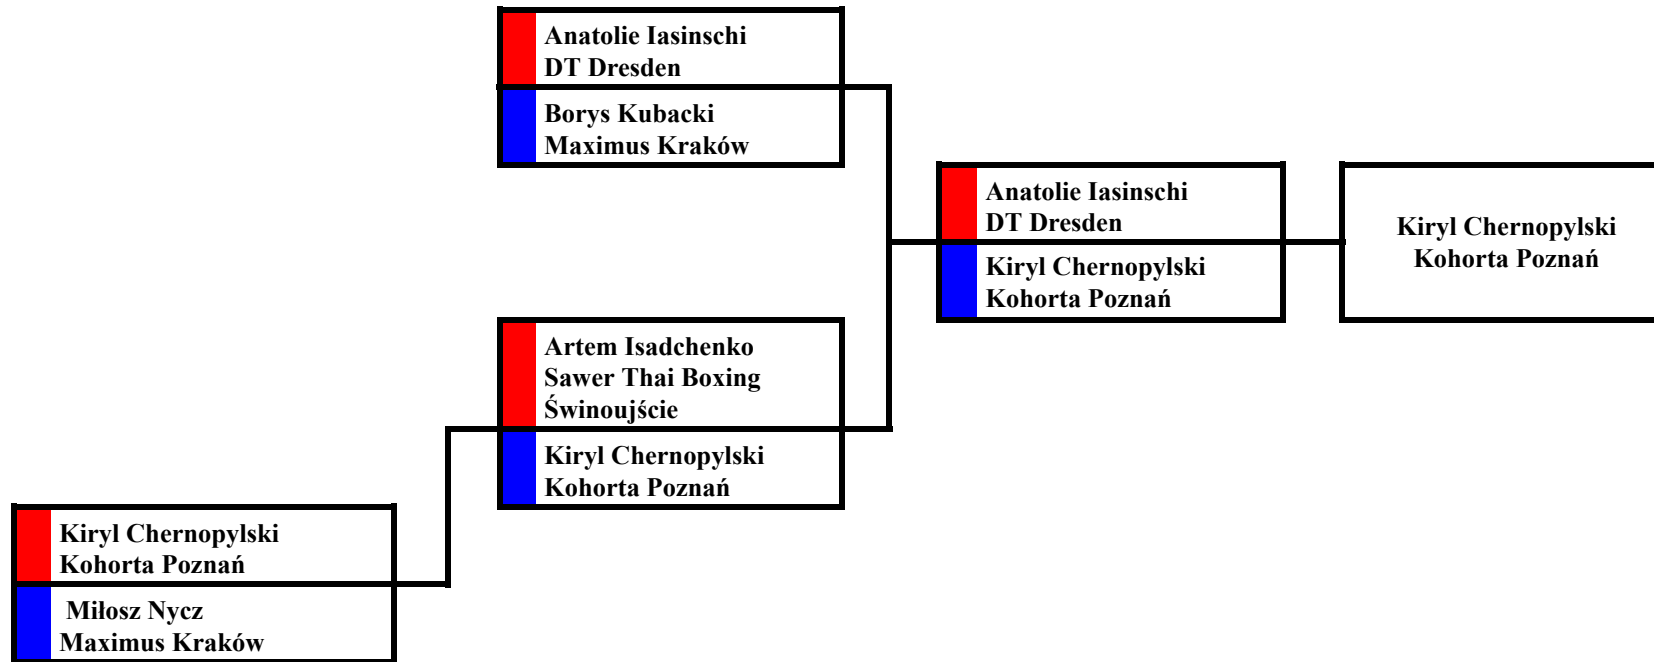 Anatolie Iasinschi
DT Dresden
Borys Kubacki
Maximus Kraków
Anatolie Iasinschi
DT Dresden
Kiryl Chernopylski
Kohorta Poznań
Kiryl Chernopylski
Kohorta Poznań
Artem Isadchenko
Sawer Thai Boxing
Świnoujście
Kiryl Chernopylski
Kohorta Poznań
Kiryl Chernopylski
Kohorta Poznań
Miłosz Nycz
Maximus Kraków